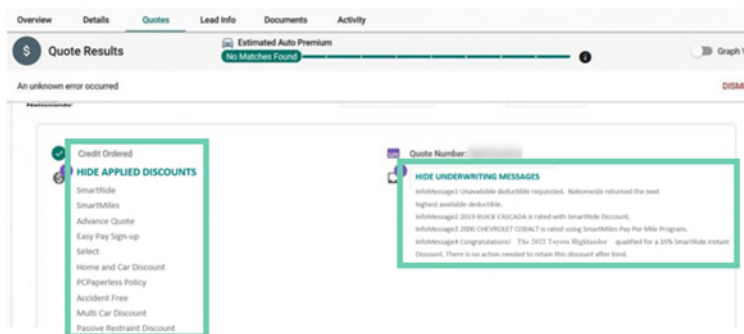 Overview Details Quotes Lead Info Documents Activity
$ Quote Results
Estimated Auto Premium
No Matches Found
Graph
An unknown error occurred
DISMI
Nationwide
Credit Ordered
HIDE APPLIED DISCOUNTS
SmartRide
SmartMiles
Advance Quote
Easy Pay Sign-up
Select
Home and Car Discount
PCPaperless Policy
Accident Free
Multi Car Discount
Passive Restraint Discount
Quote Number:
HIDE UNDERWRITING MESSAGES
InfoMessage1 Unavailable deductible requested. Nationwide returned the next
highest available deductible.
InfoMessage2 2019 BUICK CASCADA is rated with SmartRide Discount.
InfoMessage3 2006 CHEVROLET COBALT is rated using SmartMiles Pay Per Mile Program.
InfoMessage4 Congratulations! The 2022 Toyota Highlander qualified for a 35% SmartRide Instant
Discount. There is no action needed to retain this discount after bind.